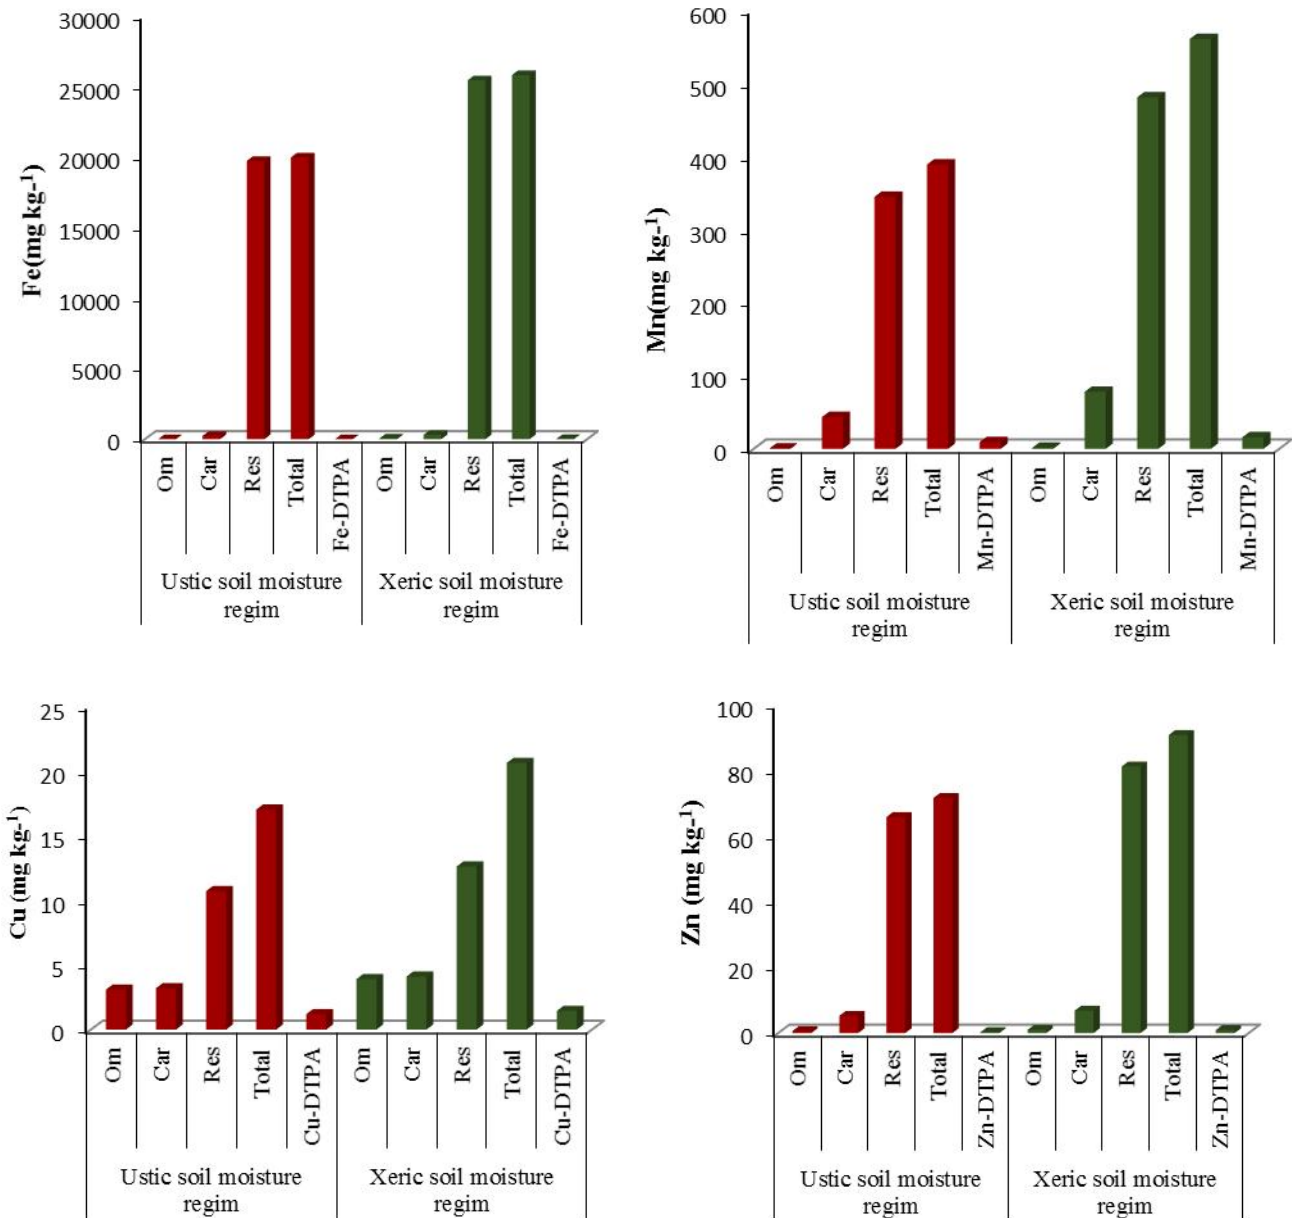 30000
25000
20000
15000
10000
5000
0
Fe(mg kg-1)
Om
Car
Res
Total
Fe-DTPA
Om
Car
Res
Total
Fe-DTPA
Ustic soil moisture
regim
Xeric soil moisture
regim
600
500
400
300
200
100
0
Mn(mg kg-1)
Om
Car
Res
Total
Mn-DTPA
Om
Car
Res
Total
Mn-DTPA
Ustic soil moisture
regim
Xeric soil moisture
regim
25
20
15
10
5
0
Cu (mg kg-1)
Om
Car
Res
Total
Cu-DTPA
Om
Car
Res
Total
Cu-DTPA
Ustic soil moisture
regim
Xeric soil moisture
regim
100
80
60
40
20
0
Zn (mg kg-1)
Om
Car
Res
Total
Zn-DTPA
Om
Car
Res
Total
Zn-DTPA
Ustic soil moisture
regim
Xeric soil moisture
regim